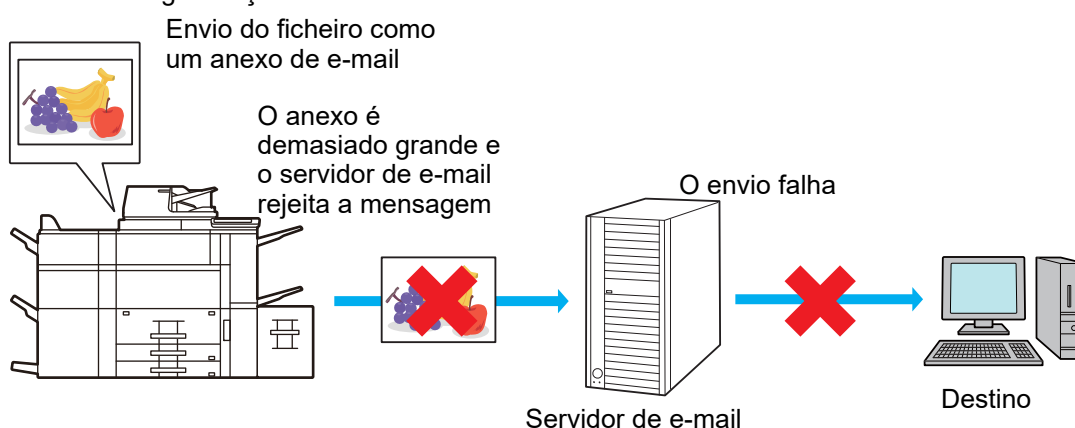 Envio do ficheiro como
um anexo de e-mail
O anexo é
demasiado grande e
o servidor de e-mail
rejeita a mensagem
O envio falha
Servidor de e-mail
Destino